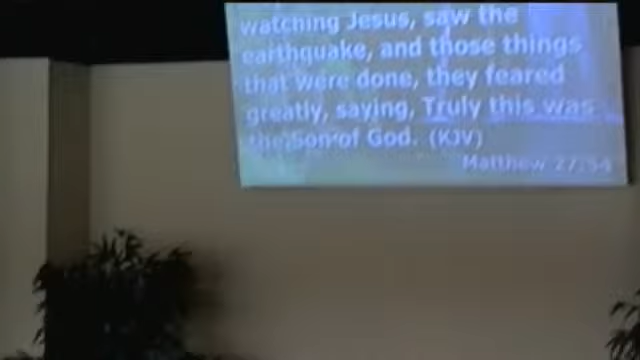 watching Jesus, saw the
earthquake, and those things
that were done, they feared
greatly, saying, Truly this was
the Son of God. (KJV)
Matthew 27:54